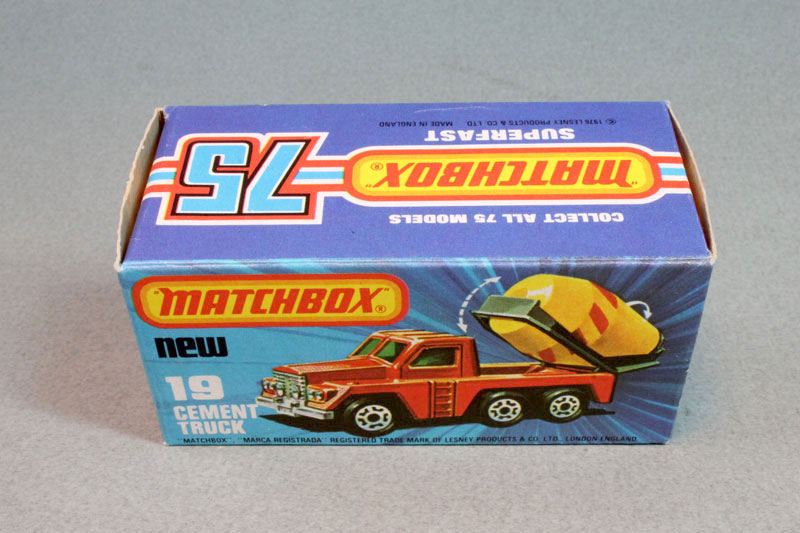 © 1976 LESNEY PRODUCTS & CO. LTD. MADE IN ENGLAND
SUPERFAST
"MATCHBOX"®
75
COLLECT ALL 75 MODELS
"MATCHBOX"®
new
19
CEMENT
TRUCK
"MATCHBOX", "MARCA REGISTRADA" REGISTERED TRADE MARK OF LESNEY PRODUCTS & CO. LTD. LONDON ENGLAND